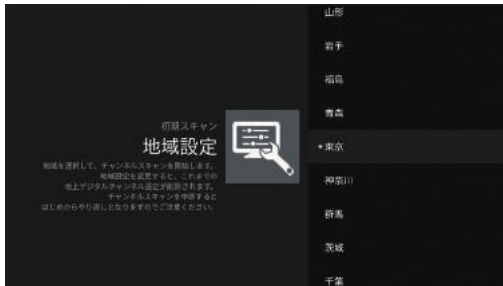 初期スキャン
地域設定
地域を選択して、チャンネルスキャンを開始します。
地域設定を変更すると、これまでの
地上デジタルチャンネル設定が削除されます。
チャンネルスキャンを中断すると
はじめからやり直しとなりますのでご注意ください。
山形
岩手
福島
青森
•東京
神奈川
群馬
茨城
千葉